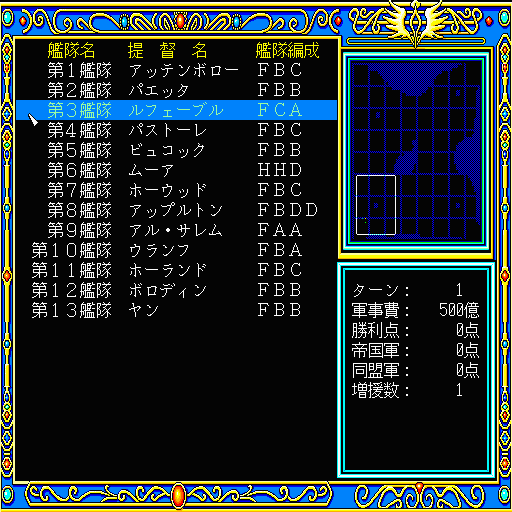 艦隊名 提督名 艦隊編成
第1艦隊 アッテンボロー FBC
第2艦隊 パエッタ FBB
第3艦隊 ルフェーブル FCA
第4艦隊 パストーレ FBC
第5艦隊 ビュコック FBB
第6艦隊 ムーア HHD
第7艦隊 ホーウッド FBC
第8艦隊 アップルトン FBDD
第9艦隊 アル・サレム FAA
第10艦隊 ウランフ FBA
第11艦隊 ホーランド FBC
第12艦隊 ボロディン FBB
第13艦隊 ヤン FBB
ターン: 1
軍事費: 500億
勝利点: 0点
帝国軍: 0点
同盟軍: 0点
増援数: 1